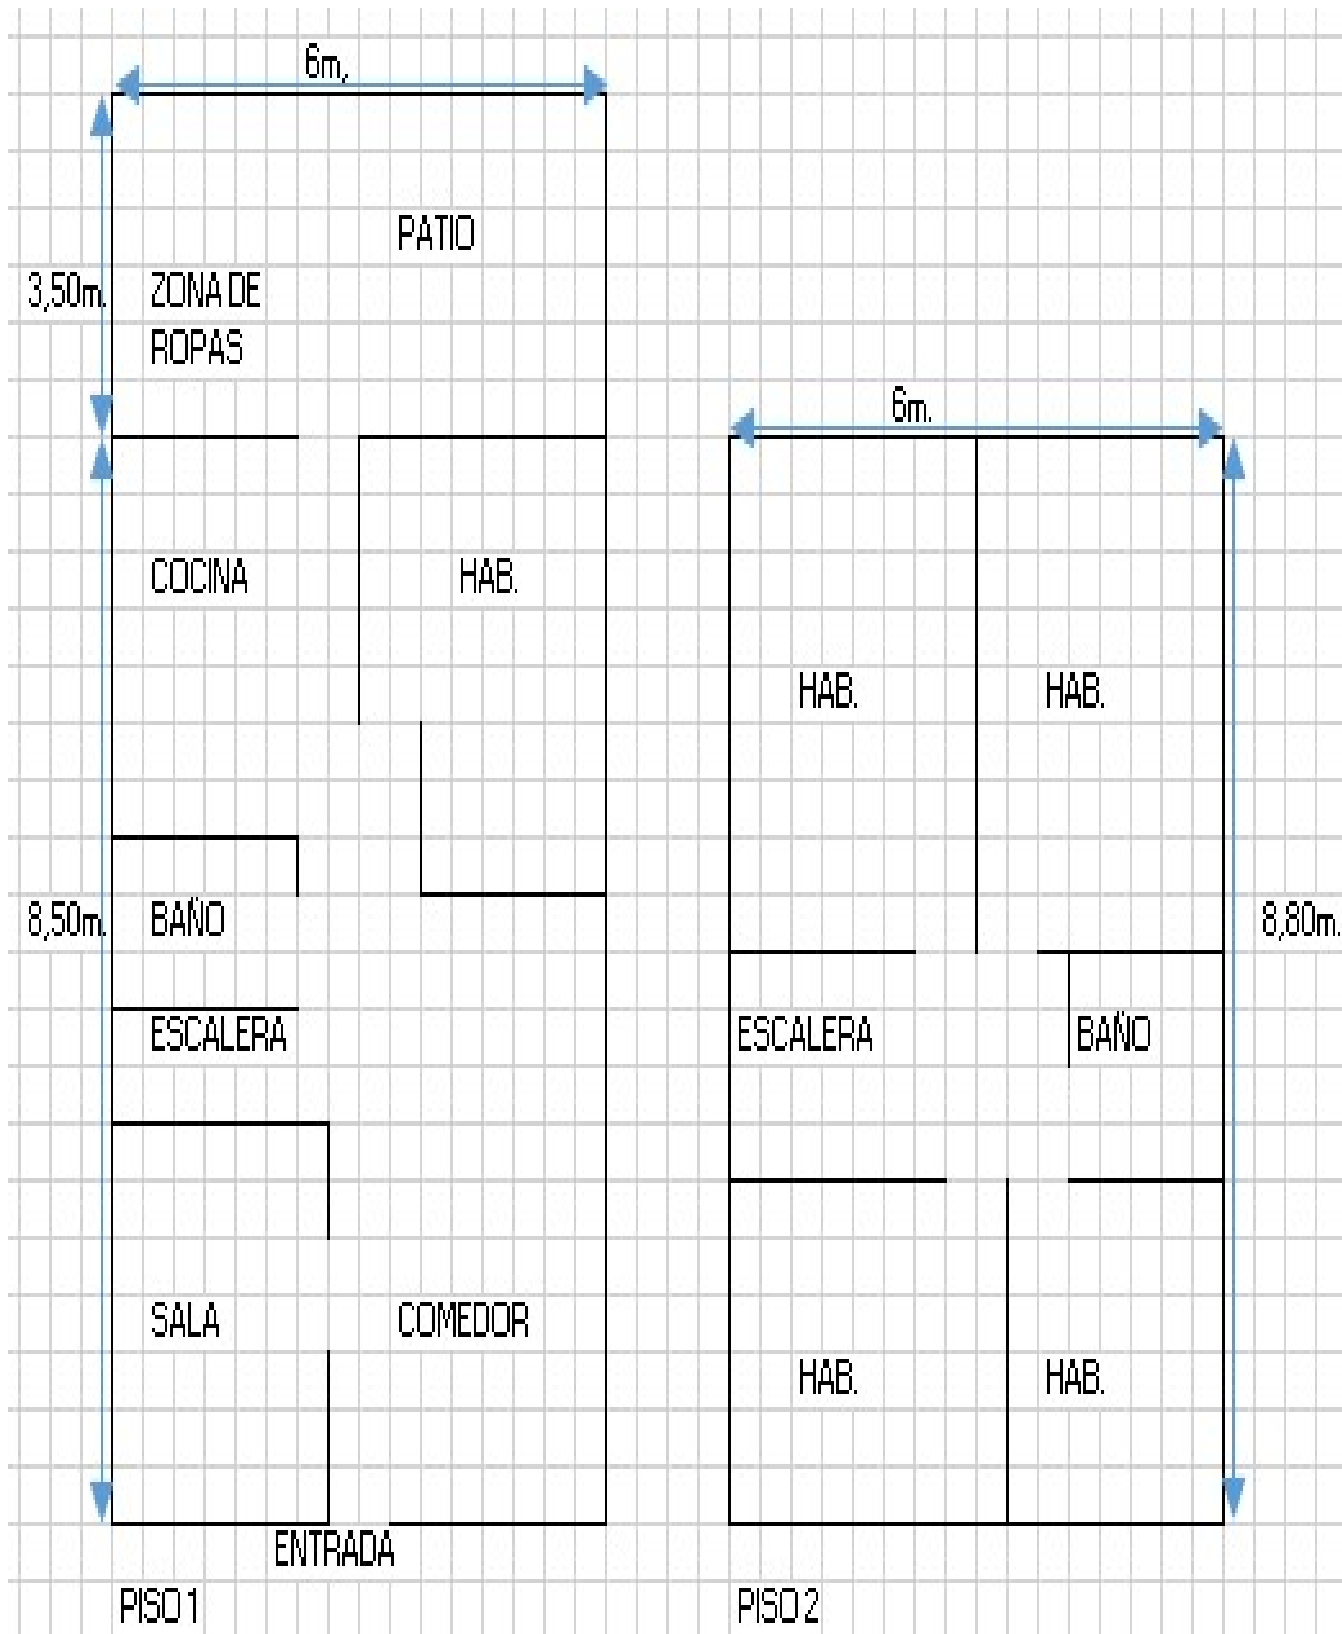 6m,
PATIO
3,50m.
ZONA DE
ROPAS
COCINA
HAB.
8,50m.
BAÑO
ESCALERA
SALA
COMEDOR
ENTRADA
PISO 1
6m.
HAB.
HAB.
8,80m.
ESCALERA
BAÑO
HAB.
HAB.
PISO 2